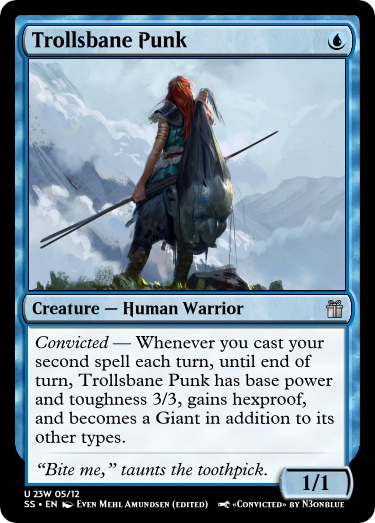 Trollsbane Punk
Creature — Human Warrior
Convicted — Whenever you cast your
second spell each turn, until end of
turn, Trollsbane Punk has base power
and toughness 3/3, gains hexproof,
and becomes a Giant in addition to its
other types.
“Bite me,” taunts the toothpick.
1/1
U 23W 05/12
SS • EN Even Mehl Amundsen (edited) «Convicted» by N3onblue